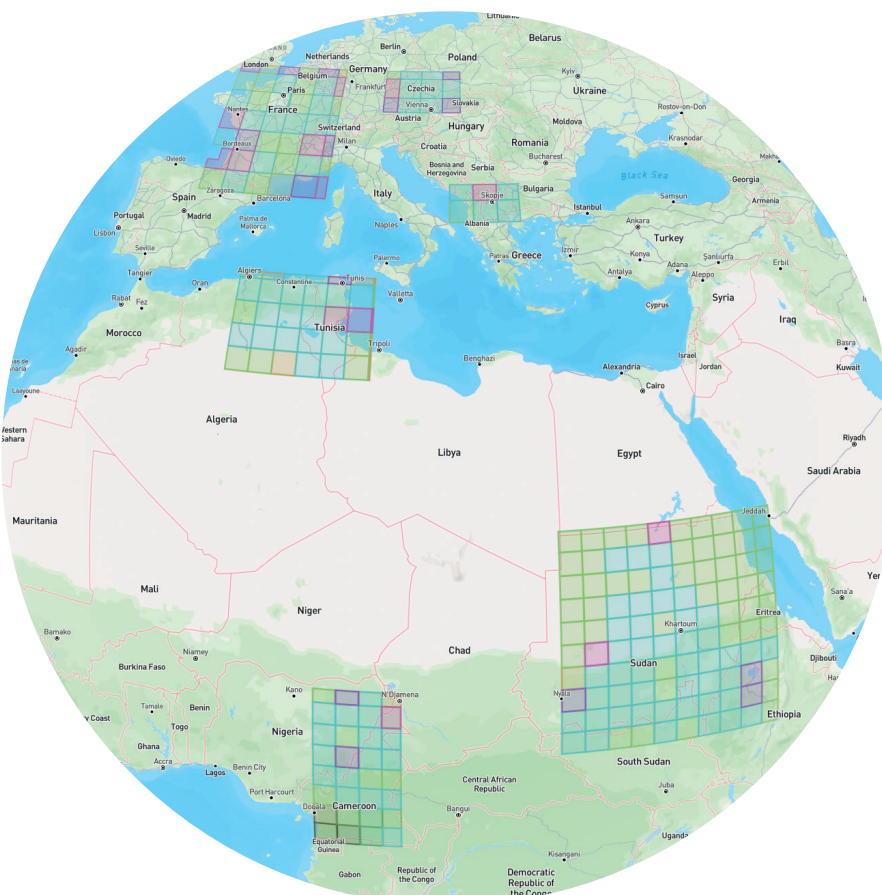 Lithuania
Belarus
London
Netherlands
Berlin
Poland
Belgium
Germany
Kyiv
Paris
Frankfurt
Czechia
Ukraine
Nantes
France
Vienna
Slovakia
Rostov-on-Don
Austria
Hungary
Moldova
Krasnodar
Switzerland
Milan
Bordeaux
Croatia
Romania
Bucharest
Oviedo
Bosnia and
Herzegovina
Serbia
Black Sea
Georgia
Spain
Zaragoza
Barcelona
Italy
Skopje
Bulgaria
Samsun
Armenia
Portugal
Madrid
Palma de
Mallorca
Naples
Albania
Istanbul
Ankara
Lisbon
Turkey
Seville
Palermo
Patras
Greece
Izmir
Konya
Şanlıurfa
Tangier
Algiers
Constantine
Tunis
Antalya
Adana
Aleppo
Erbil
Oran
Rabat
Fez
Valletta
Cyprus
Syria
Morocco
Tunisia
Iraq
Agadir
Tripoli
Benghazi
Alexandria
Israel
Jordan
Basra
Kuwait
Laayoune
Cairo
Western
Sahara
Algeria
Libya
Egypt
Riyadh
Saudi Arabia
Mauritania
Jeddah
Mali
Niger
Chad
Khartoum
Eritrea
Sana'a
Bamako
Niamey
Burkina Faso
Sudan
Djibouti
Kano
N'Djamena
Nyala
Tamale
Benin
Togo
Nigeria
Ethiopia
Ghana
Accra
Lagos
Benin City
South Sudan
Port Harcourt
Central African
Republic
Juba
Douala
Cameroon
Bangui
Equatorial
Guinea
Uganda
Gabon
Republic of
the Congo
Kisangani
Democratic
Republic of
the Congo